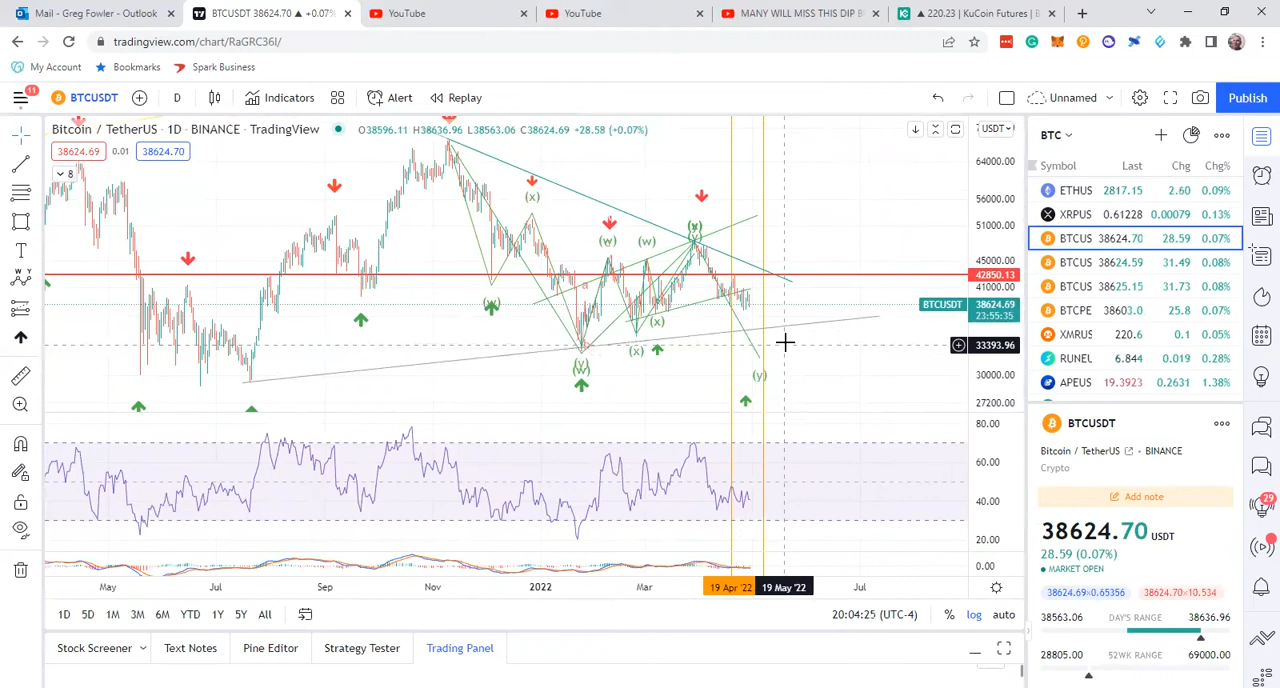 Mail - Greg Fowler - Outlook
BTCUSDT 38624.70 ▲ +0.07%
YouTube
YouTube
MANY WILL MISS THIS DIP B
▲ 220.23 | KuCoin Futures | B
tradingview.com/chart/RaGRC36I/
My Account
Bookmarks
Spark Business
11
BTCUSDT
D
Indicators
Alert
Replay
Unnamed
Publish
Bitcoin / TetherUS · 1D · BINANCE · TradingView
O38596.11 H38636.96 L38563.06 C38624.69 +28.58 (+0.07%)
USDT
38624.69
0.01
38624.70
8
64000.00
56000.00
51000.00
45000.00
42850.13
41000.00
BTCUSDT
38624.69
23:55:35
33393.96
30000.00
27200.00
(x)
(w)
(w)
(x)
(x)
(y)
(w)
(y)
a
80.00
60.00
40.00
20.00
0.00
May
Jul
Sep
Nov
2022
Mar
19 Apr '22
19 May '22
Jul
1D
5D
1M
3M
6M
YTD
1Y
5Y
All
20:04:25 (UTC-4)
%
log
auto
Stock Screener
Text Notes
Pine Editor
Strategy Tester
Trading Panel
BTC
Symbol
Last
Chg
Chg%
ETHUS 2817.15 2.60 0.09%
XRPUS 0.61228 0.00079 0.13%
BTCUS 38624.70 28.59 0.07%
BTCUS 38624.59 31.49 0.08%
BTCUS 38625.15 31.73 0.08%
BTCPE 38603.0 25.8 0.07%
XMRUS 220.6 0.1 0.05%
RUNEU 6.844 0.019 0.28%
APEUS 19.3923 0.2631 1.38%
BTCUSDT
Bitcoin / TetherUS
BINANCE
Crypto
Add note
38624.70 USDT
28.59 (0.07%)
MARKET OPEN
38624.69×0.65356
38624.70×10.534
38563.06
DAY'S RANGE
38636.96
28805.00
52WK RANGE
69000.00
29